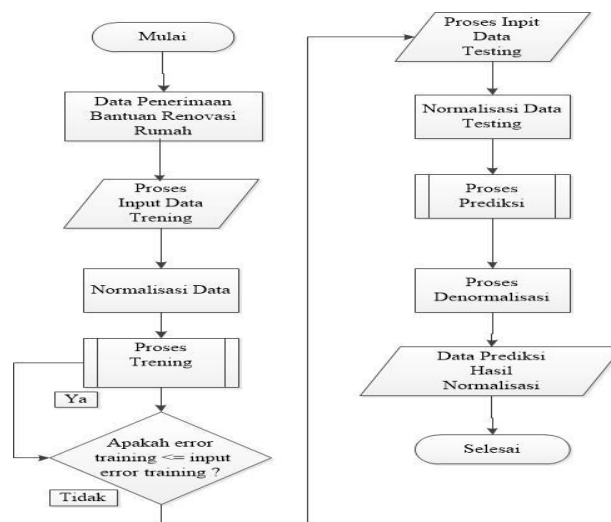 Mulai
Data Penerimaan
Bantuan Renovasi
Rumah
Proses
Input Data
Trening
Normalisasi Data
Proses
Trening
Ya
Apakah error
training <= input
error training ?
Tidak
Proses Inpit
Data
Testing
Normalisasi Data
Testing
Proses
Prediksi
Proses
Denormalisasi
Data Prediksi
Hasil
Normalisasi
Selesai